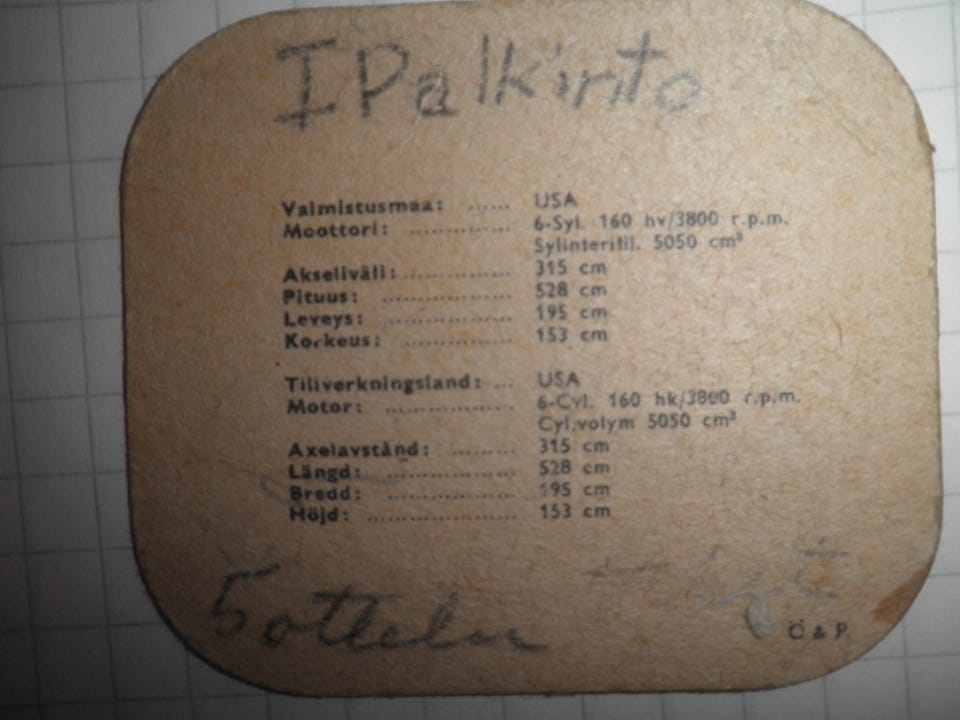 I Palkinto
Valmistusmaa: ...... USA
Moottori: ............... 6-Syl. 160 hv/3800 r.p.m.
Sylinteritil. 5050 cm³
Akseliväli: ............... 315 cm
Pituus: .................. 528 cm
Leveys: .................. 195 cm
Korkeus: ............... 153 cm
Tillverkningsland: ... USA
Motor: .................. 6-Cyl. 160 hk/3800 r.p.m.
Cyl.volym 5050 cm³
Axelavstånd: ......... 315 cm
Längd: .................. 528 cm
Bredd: .................. 195 cm
Höjd: ..................... 153 cm
5 ottelu
Ö & P.